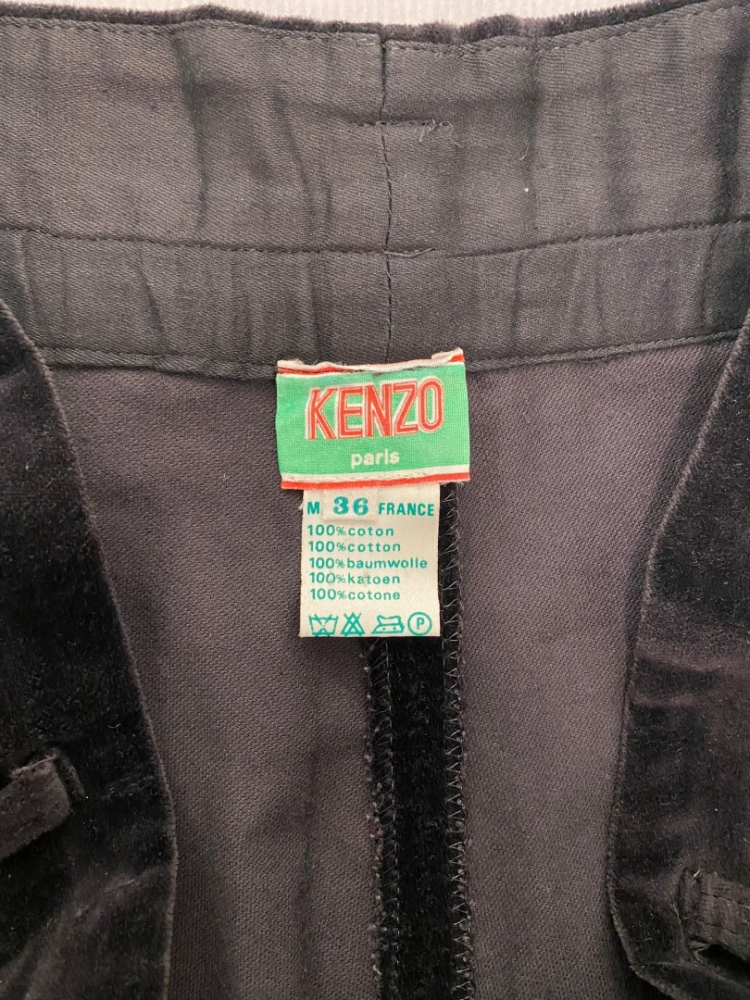 KENZO
paris
M 36 FRANCE
100%coton
100%cotton
100%baumwolle
100%katoen
100%cotone
P